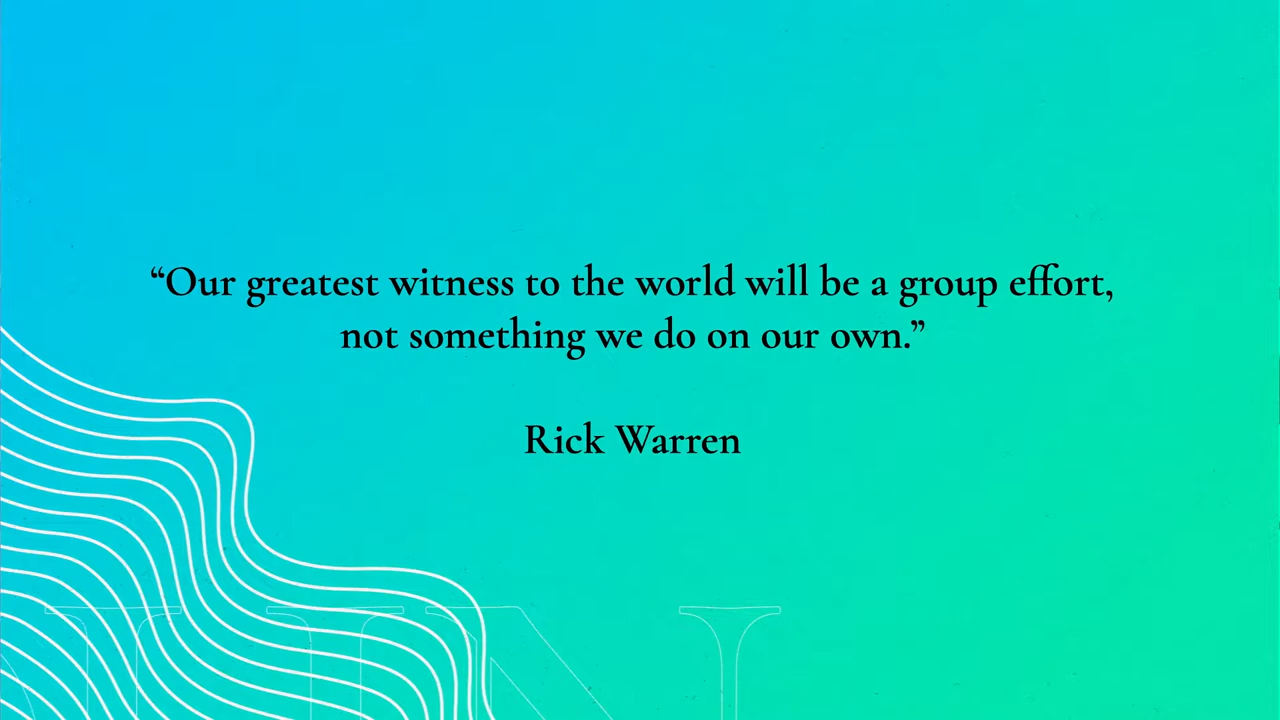 “Our greatest witness to the world will be a group effort,
not something we do on our own.”
Rick Warren